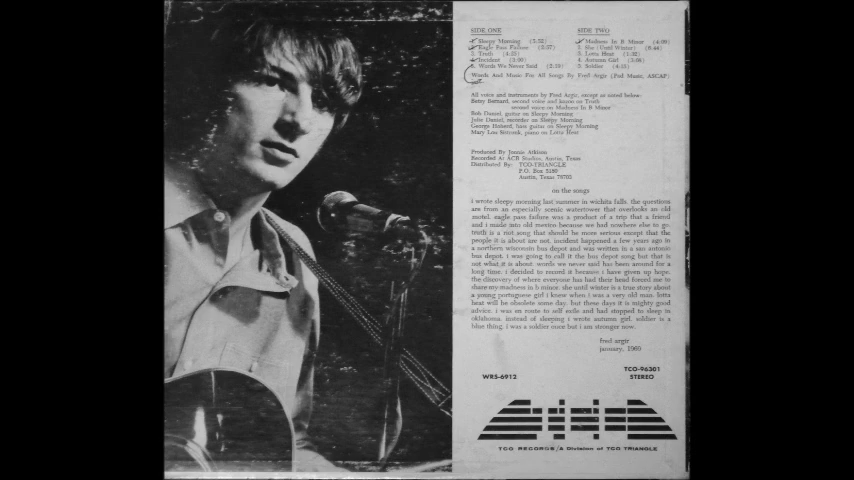 SIDE ONE
1. Sleepy Morning (5:52)
2. Eagle Pass Failure (2:37)
3. Truth (4:23)
4. Incident (3:00)
5. Words We Never Said (2:19)
SIDE TWO
1. Madness In B Minor (4:09)
2. She (Until Winter) (6:44)
3. Lotta Heat (1:32)
4. Autumn Girl (3:08)
5. Soldier (4:15)
Words And Music For All Songs By Fred Argir (Pad Music, ASCAP)
All voice and instruments by Fred Argir, except as noted below:
Betsy Bernard, second voice and kazoo on Truth
second voice on Madness In B Minor
Bob Daniel, guitar on Sleepy Morning
Julie Daniel, recorder on Sleepy Morning
George Hisberd, bass guitar on Sleepy Morning
Mary Lou, piano on Lotta Heat
Produced By Jonnie Atkison
Recorded At ACB Studios, Austin, Texas
Distributed By: TCO-TRIANGLE
P.O. Box 5180
Austin, Texas 78703
on the songs
i wrote sleepy morning last summer in wichita falls. the questions
are from an especially scenic watertower that overlooks an old
motel. eagle pass failure was a product of a trip that a friend
and i made into old mexico because we had nowhere else to go.
truth is a riot song that should be more serious except that the
people it is about are not. incident happened a few years ago in
a northern wisconsin bus depot and was written in a san antonio
bus depot. i was going to call it the bus depot song but that is
not what it is about. words we never said has been around for a
long time. i decided to record it because i have given up hope.
the discovery of where everyone has had their head forced me to
share my madness in b minor. she until winter is a true story about
a young portuguese girl i knew when i was a very old man. lotta
heat will be obsolete some day. but these days it is mighty good
advice. i was en route to self exile and had stopped to sleep in
oklahoma. instead of sleeping i wrote autumn girl. soldier is a
blue thing. i was a soldier once but i am stronger now.
fred argir
january, 1969
WRS-6912
TCO-96301
STEREO
TCO RECORDS/A Division of TCO TRIANGLE